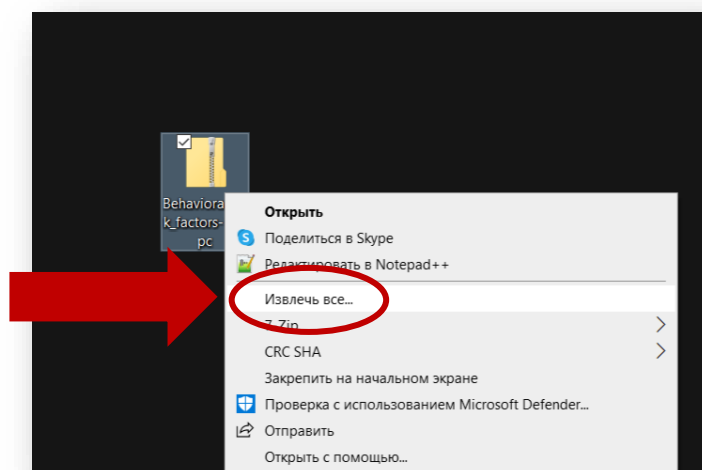 Behaviora
k_factors-
pc
Открыть
Поделиться в Skype
Редактировать в Notepad++
Извлечь все...
7-Zip
CRC SHA
Закрепить на начальном экране
Проверка с использованием Microsoft Defender...
Отправить
Открыть с помощью...